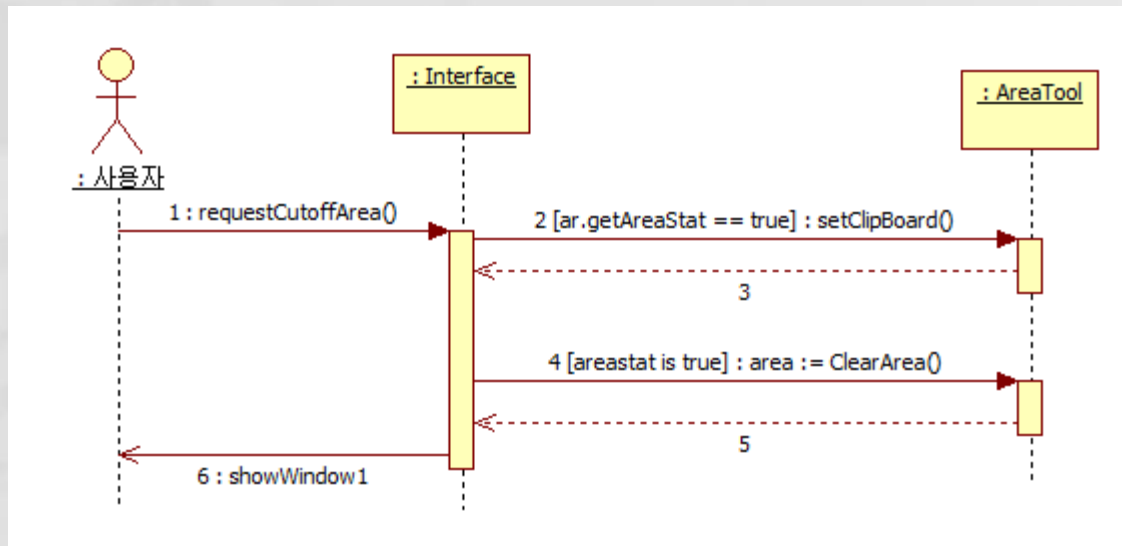 : Interface
: AreaTool
: 사용자
1 : requestCutoffArea()
2 [ar.getAreaStat == true] : setClipBoard()
3
4 [areastat is true] : area := ClearArea()
5
6 : showWindow1